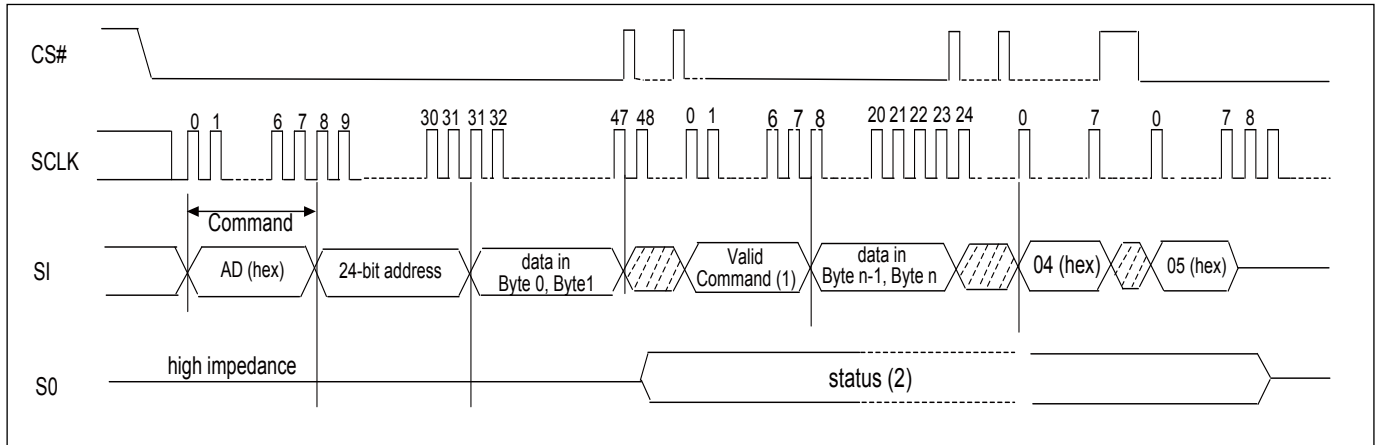 CS#
SCLK
0 1 6 7 8 9 30 31 31 32 47 48 0 1 6 7 8 20 21 22 23 24 0 7 0 7 8
Command
SI
AD (hex)
24-bit address
data in
Byte 0, Byte1
Valid
Command (1)
data in
Byte n-1, Byte n
04 (hex)
05 (hex)
S0
high impedance
status (2)